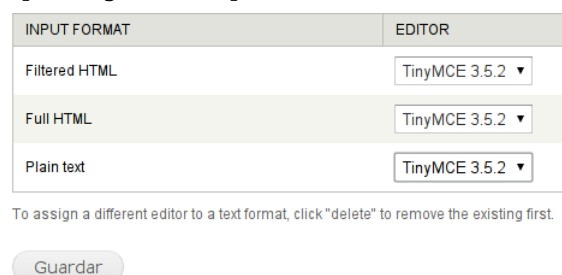 INPUT FORMAT EDITOR
Filtered HTML TinyMCE 3.5.2
Full HTML TinyMCE 3.5.2
Plain text TinyMCE 3.5.2
To assign a different editor to a text format, click "delete" to remove the existing first.
Guardar